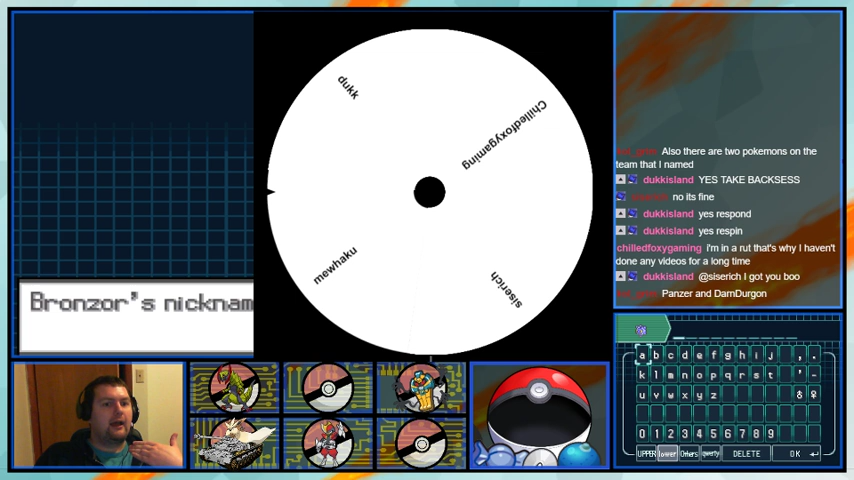 dukk
Chilledfoxygaming
mewhaku
siserich
Bronzor's nicknam
Also there are two pokemons on the
team that I named
dukkisland YES TAKE BACKSESS
no its fine
dukkisland yes respond
dukkisland yes respin
chilledfoxygaming i'm in a rut that's why I haven't
done any videos for a long time
dukkisland @siserich I got you boo
Panzer and DarnDurgon
a b c d e f g h i j , .
k l m n o p q r s t ' -
u v w x y z ♂ ♀
0 1 2 3 4 5 6 7 8 9
UPPER lower Others qwerty DELETE OK